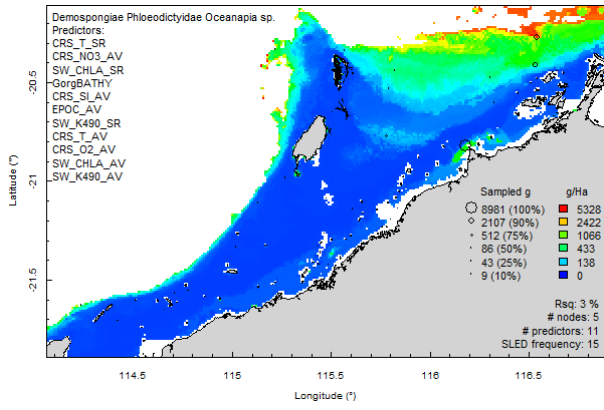 Demospongiae Phloeodictyidae Oceanapia sp.
Predictors:
CRS_T_SR
CRS_NO3_AV
SW_CHLA_SR
GorgBATHY
CRS_SI_AV
EPOC_AV
SW_K490_SR
CRS_T_AV
CRS_O2_AV
SW_CHLA_AV
SW_K490_AV
-20.5
-21
-21.5
Latitude (°)
Sampled g g/Ha
8981 (100%) 5328
2107 (90%) 2422
512 (75%) 1066
86 (50%) 433
43 (25%) 138
9 (10%) 0
Rsq: 3 %
# nodes: 5
# predictors: 11
SLED frequency: 15
114.5 115 115.5 116 116.5
Longitude (°)